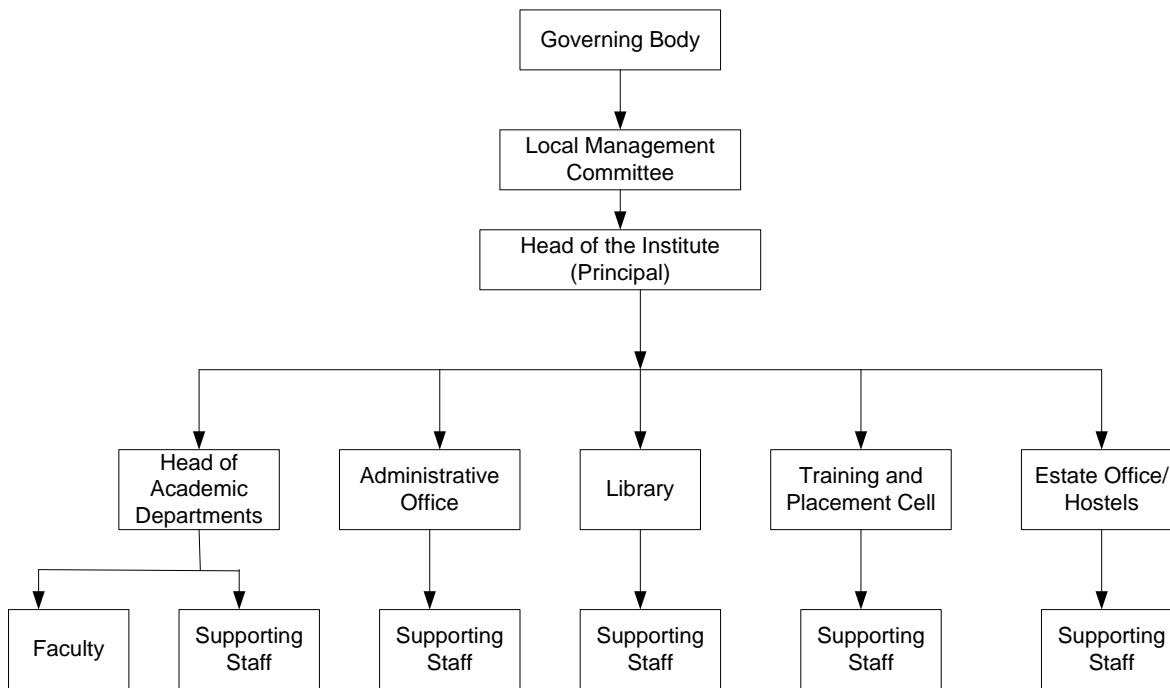 Governing Body
Local Management
Committee
Head of the Institute
(Principal)
Head of
Academic
Departments
Administrative
Office
Library
Training and
Placement Cell
Estate Office/
Hostels
Faculty
Supporting
Staff
Supporting
Staff
Supporting
Staff
Supporting
Staff
Supporting
Staff